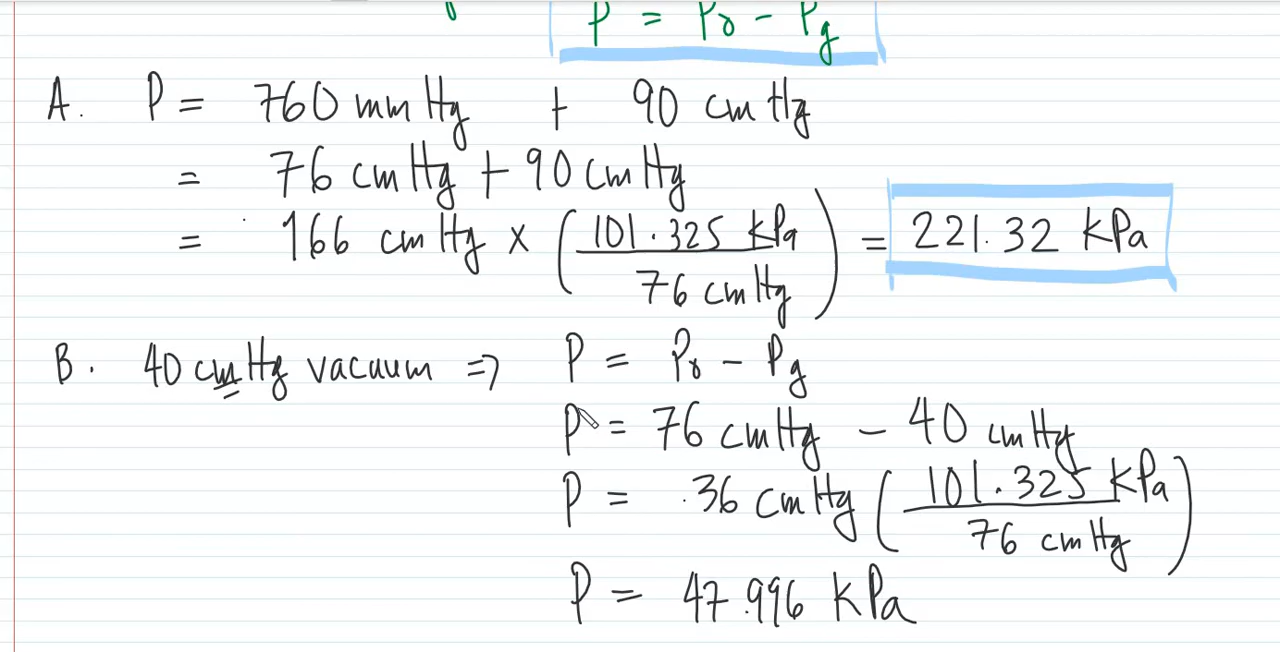 P = Pr - Pg
A. P = 760 mm Hg + 90 cm Hg
= 76 cm Hg + 90 cm Hg
= 166 cm Hg × (101.325 kPa / 76 cm Hg) = 221.32 kPa
B. 40 cm Hg vacuum ⇒ P = Pr - Pg
P = 76 cm Hg - 40 cm Hg
P = 36 cm Hg (101.325 kPa / 76 cm Hg)
P = 47.996 kPa